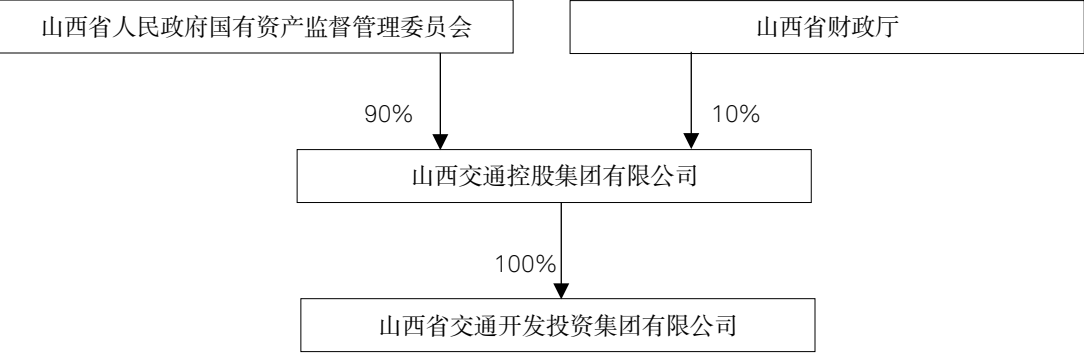 山西省人民政府国有资产监督管理委员会
山西省财政厅
90%
10%
山西交通控股集团有限公司
100%
山西省交通开发投资集团有限公司